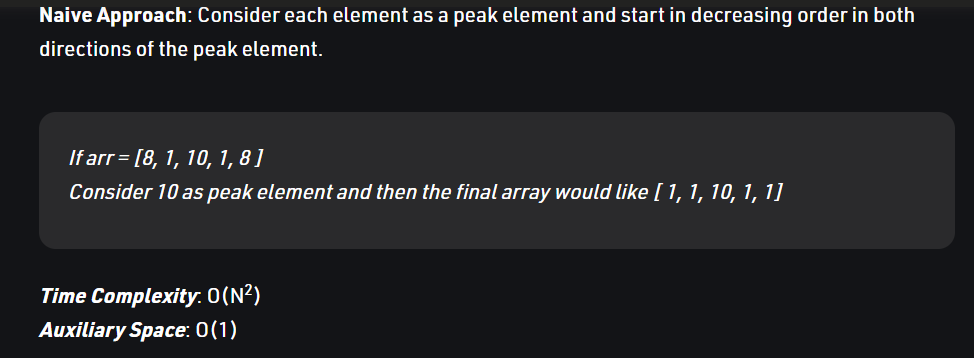 Naive Approach: Consider each element as a peak element and start in decreasing order in both
directions of the peak element.
If arr = [8, 1, 10, 1, 8 ]
Consider 10 as peak element and then the final array would like [ 1, 1, 10, 1, 1]
Time Complexity: O(N²)
Auxiliary Space: O(1)